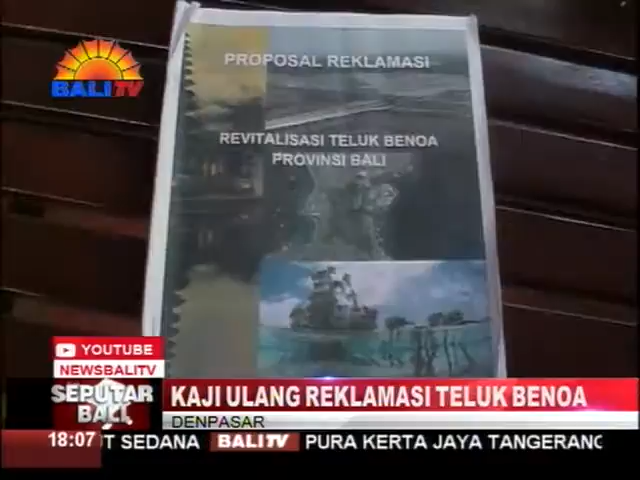 BALI TV
PROPOSAL REKLAMASI
REVITALISASI TELUK BENOA
PROVINSI BALI
YOUTUBE
NEWSBALITV
SEPUTAR
BALI
KAJI ULANG REKLAMASI TELUK BENOA
DENPASAR
18:07 UT SEDANA BALITV PURA KERTA JAYA TANGERANG